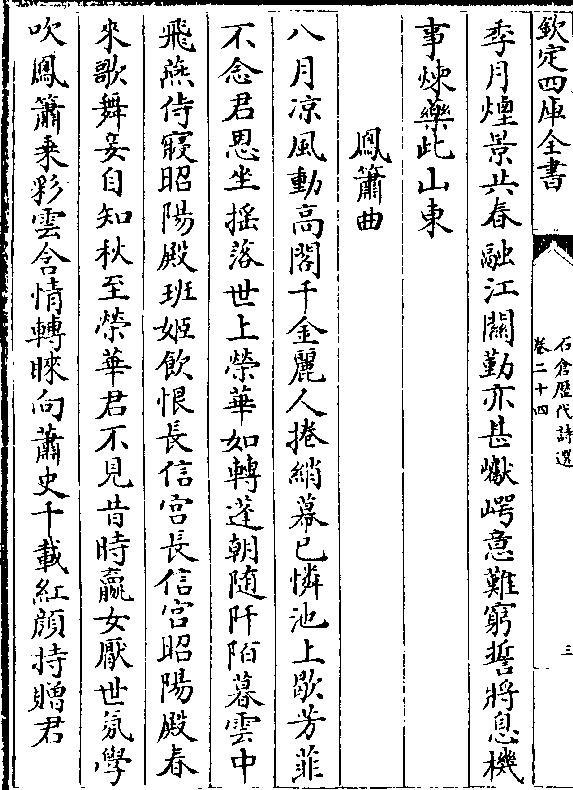 欽定四庫全書
石倉歴代詩選
卷二十四
三
季月煙景共春融江關勤亦甚巘崿意難窮誓將息機
事煉藥此山東
鳳簫曲
八月凉風動高閣千金麗人捲綃幕已憐池上歇芳菲
不念君恩坐揺落世上榮華如轉蓬朝随阡陌暮雲中
飛燕侍寢昭陽殿班姬飲恨長信宫長信宫昭陽殿春
來歌舞妾自知秋至榮華君不見昔時嬴女厭世氛學
吹鳳簫乘彩雲含情轉睞向蕭史千載紅顔持贈君